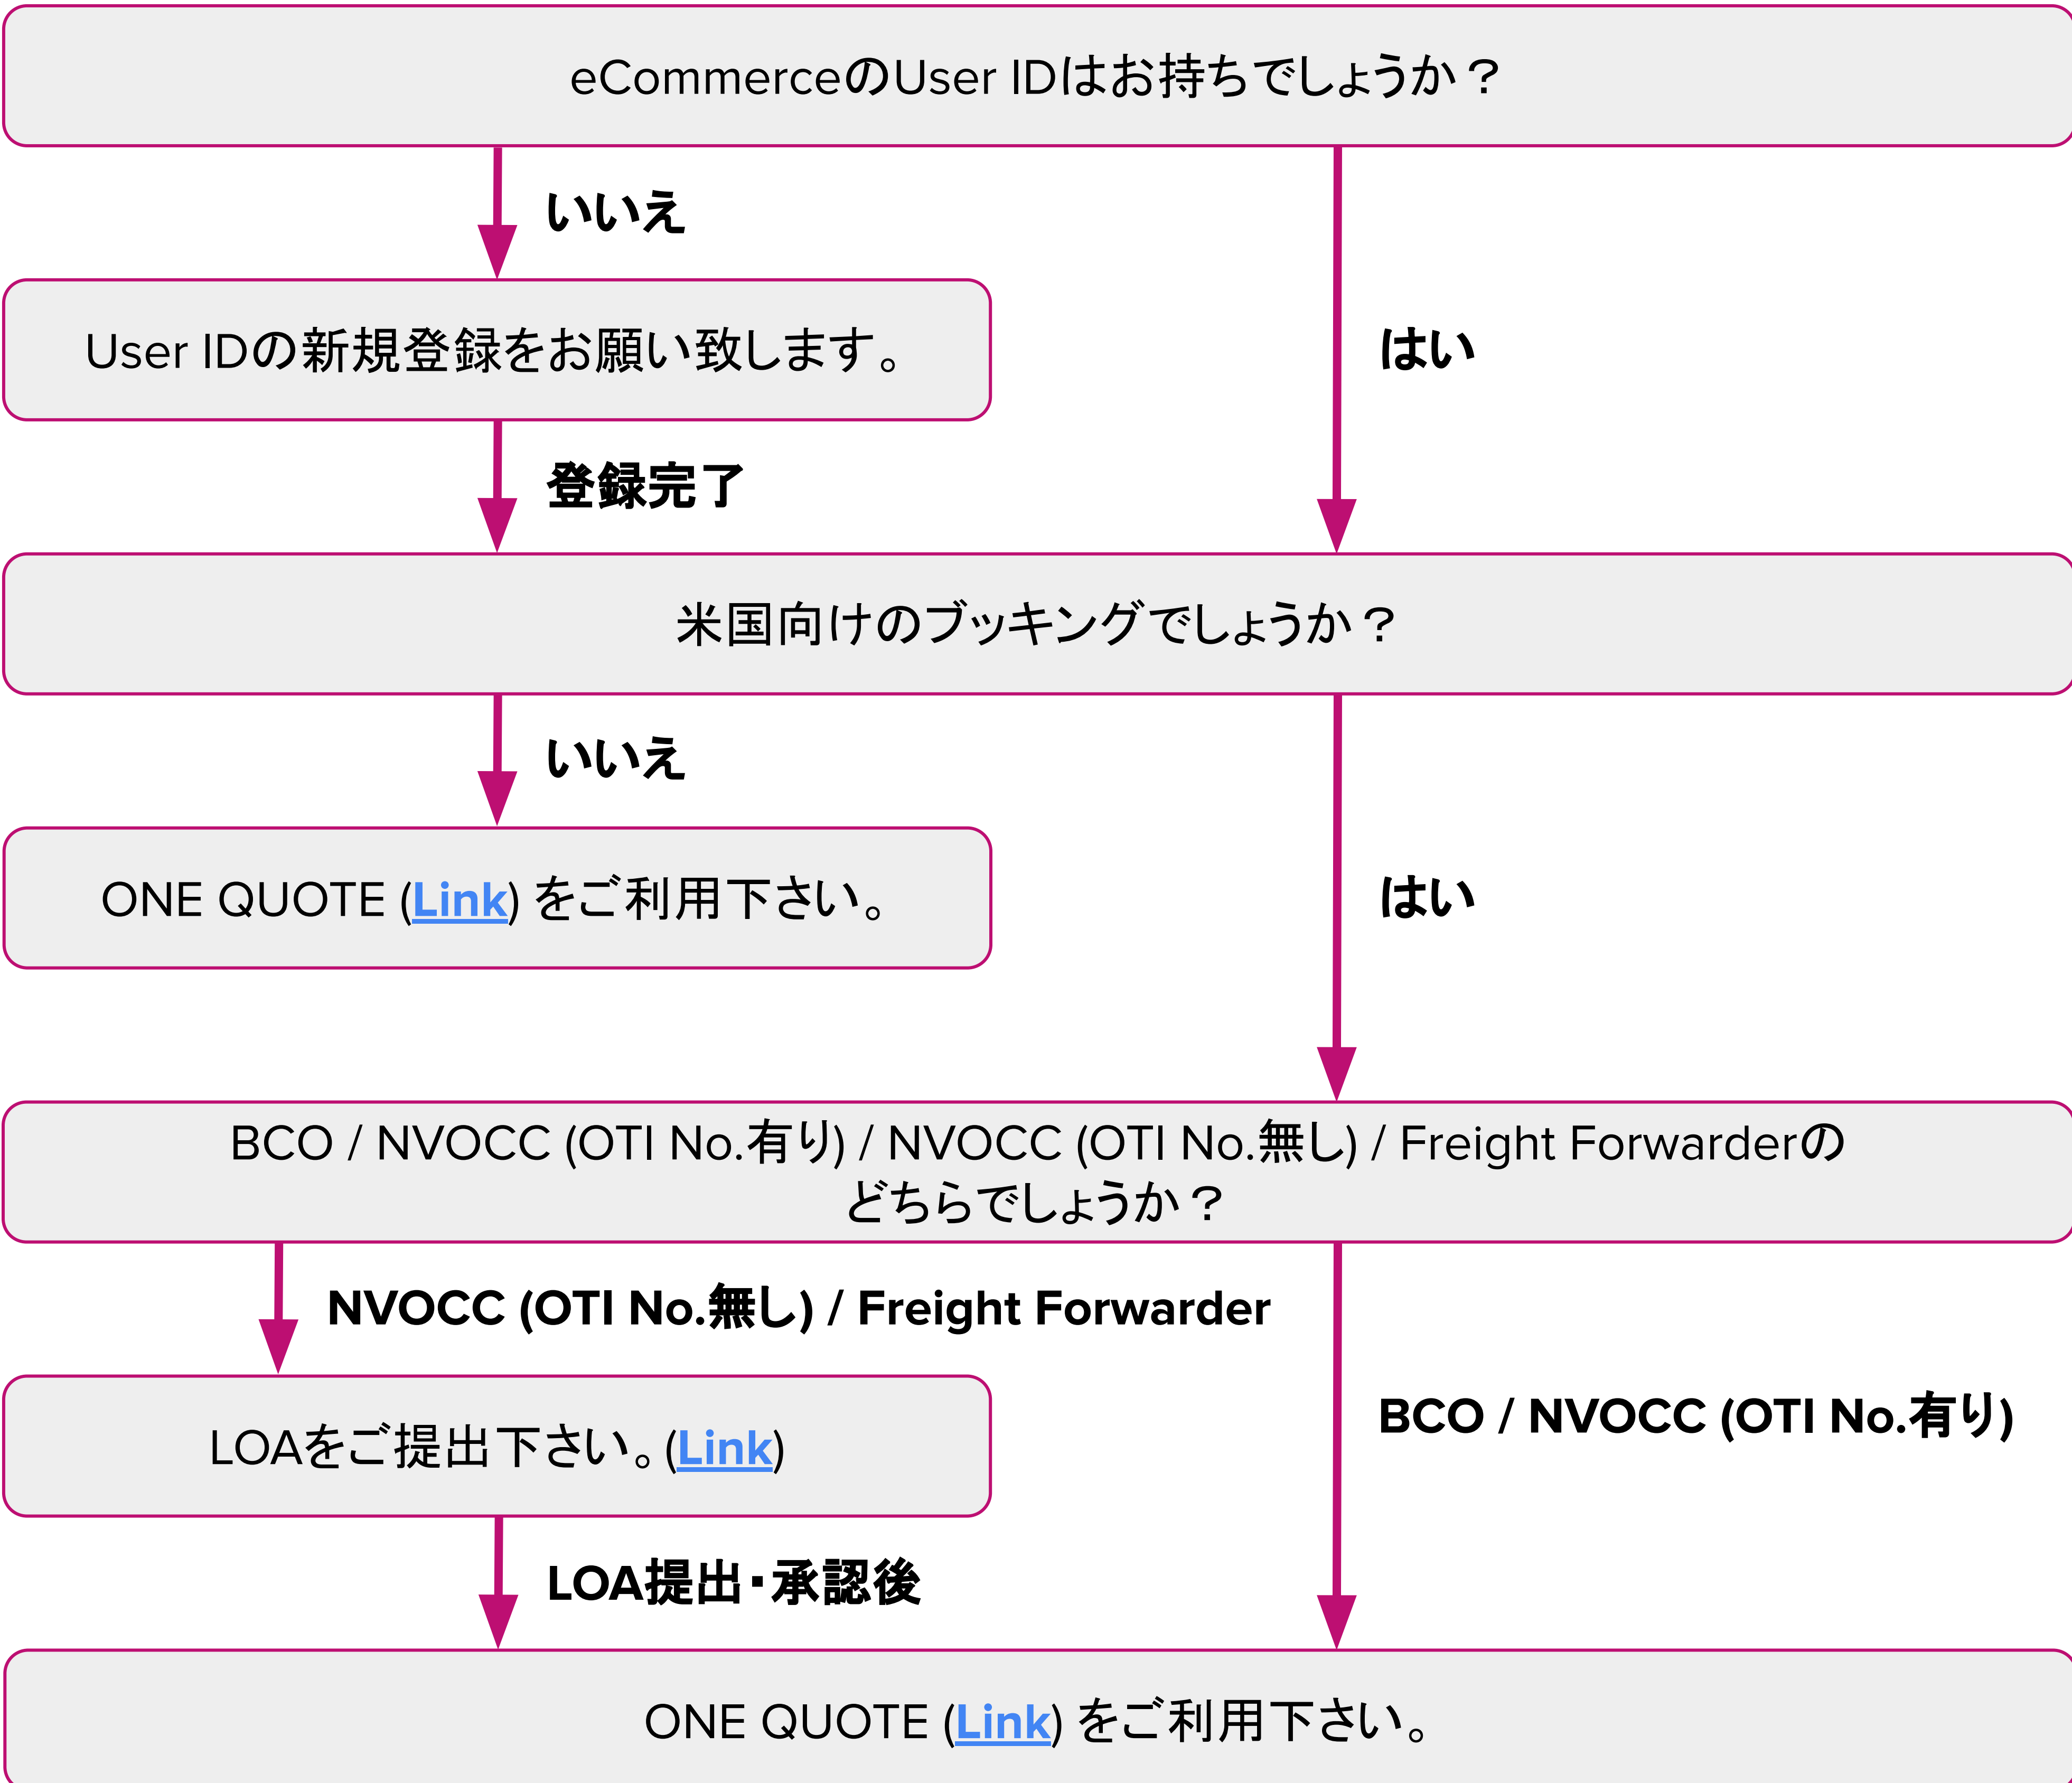 eCommerceのUser IDはお持ちでしょうか？
いいえ
User IDの新規登録をお願い致します。
はい
登録完了
米国向けのブッキングでしょうか？
いいえ
ONE QUOTE (Link) をご利用下さい。
はい
BCO / NVOCC (OTI No.有り) / NVOCC (OTI No.無し) / Freight Forwarderの
どちらでしょうか？
NVOCC (OTI No.無し) / Freight Forwarder
BCO / NVOCC (OTI No.有り)
LOAをご提出下さい。(Link)
LOA提出・承認後
ONE QUOTE (Link) をご利用下さい。